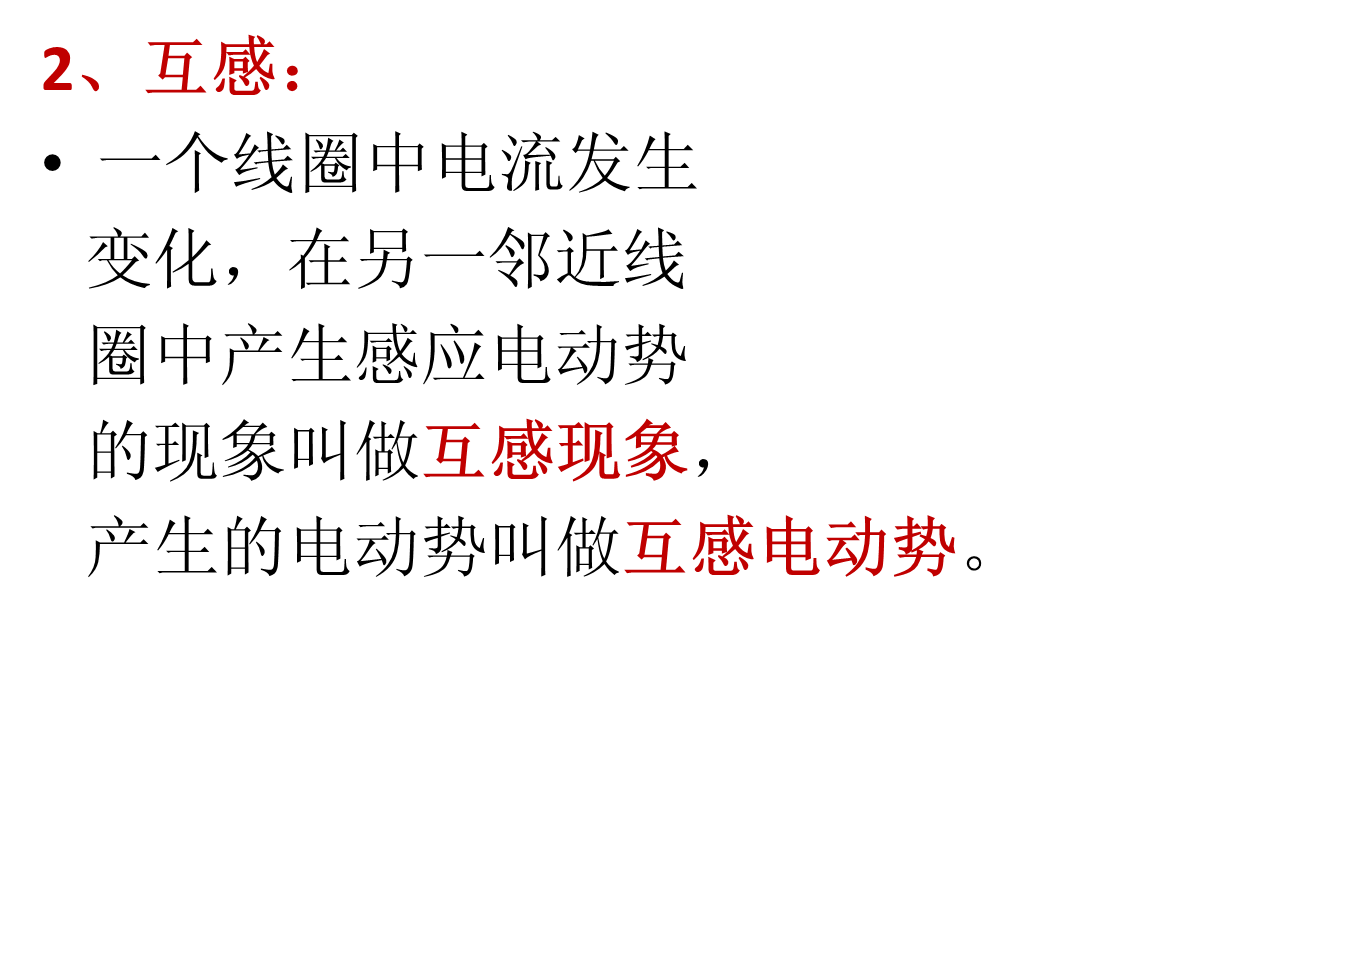 2、互感：
• 一个线圈中电流发生
变化，在另一邻近线
圈中产生感应电动势
的现象叫做互感现象，
产生的电动势叫做互感电动势。